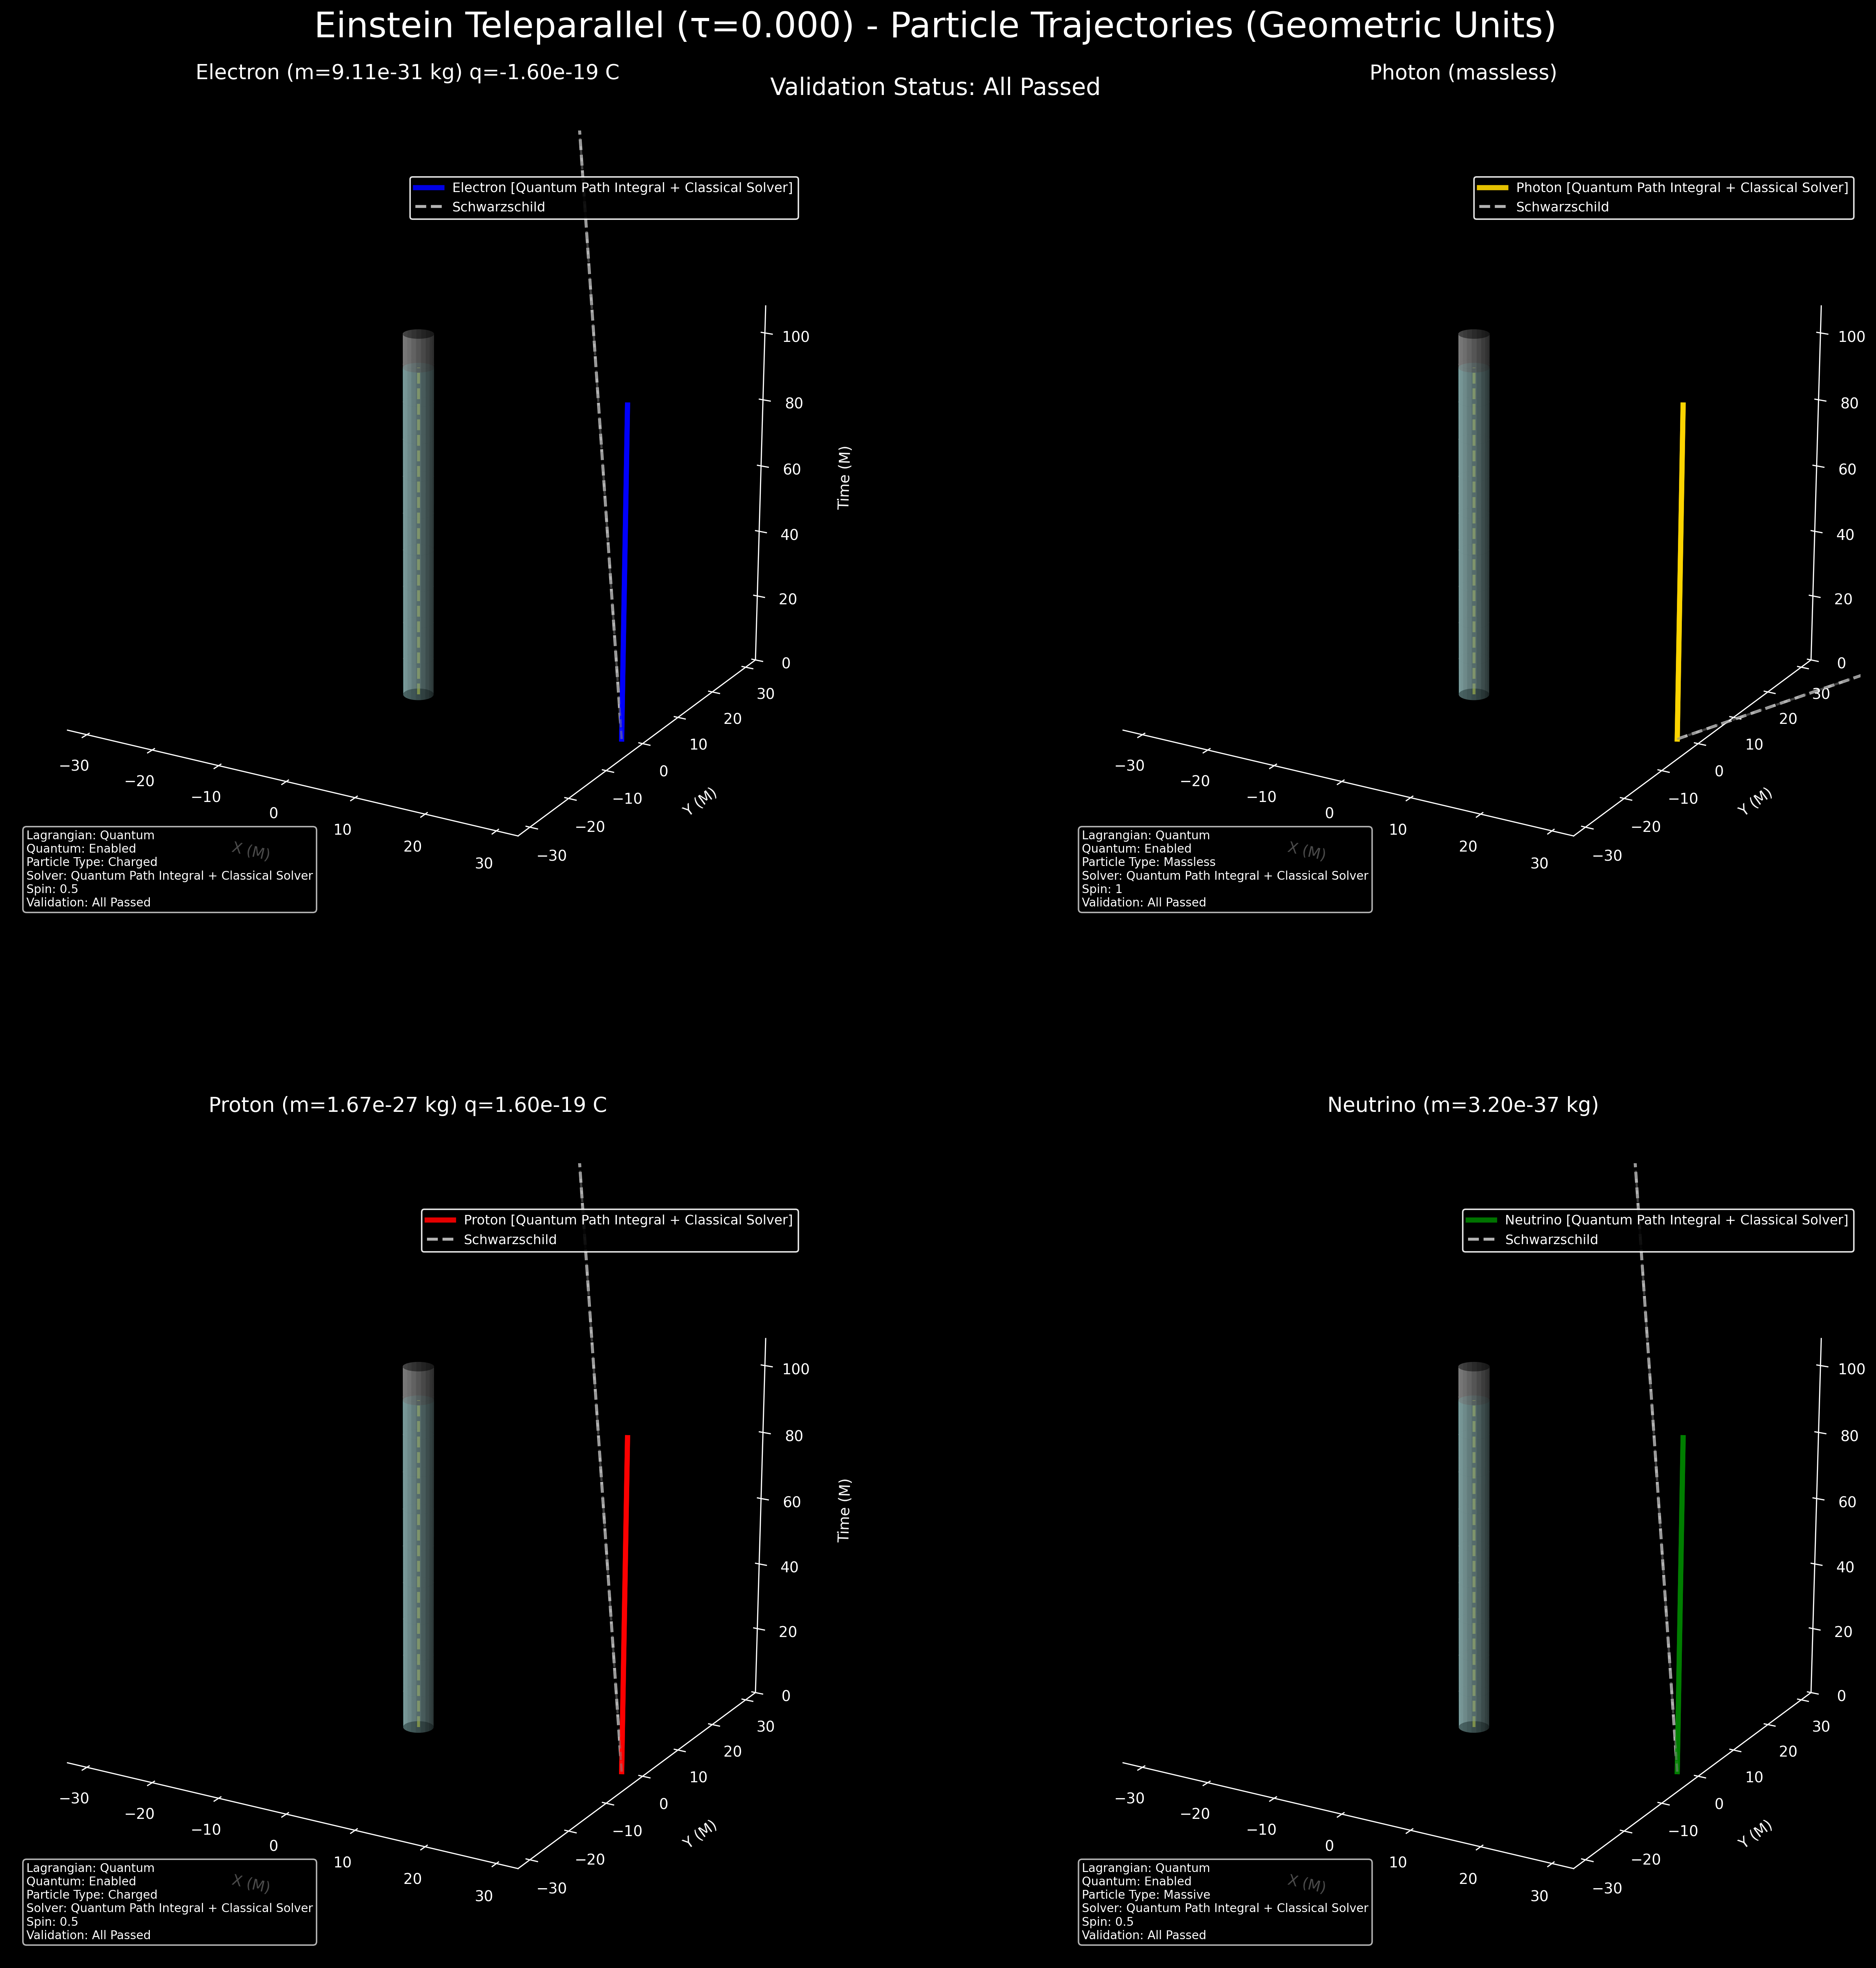 Einstein Teleparallel (τ=0.000) - Particle Trajectories (Geometric Units)
Validation Status: All Passed
Electron (m=9.11e-31 kg) q=-1.60e-19 C
Electron [Quantum Path Integral + Classical Solver]
Schwarzschild
100
80
60
40
20
0
Time (M)
30
20
10
0
−10
−20
−30
Y (M)
−30
−20
−10
0
10
20
30
X (M)
Lagrangian: Quantum
Quantum: Enabled
Particle Type: Charged
Solver: Quantum Path Integral + Classical Solver
Spin: 0.5
Validation: All Passed
Photon (massless)
Photon [Quantum Path Integral + Classical Solver]
Schwarzschild
100
80
60
40
20
0
30
20
10
0
−10
−20
−30
Y (M)
−30
−20
−10
0
10
20
30
X (M)
Lagrangian: Quantum
Quantum: Enabled
Particle Type: Massless
Solver: Quantum Path Integral + Classical Solver
Spin: 1
Validation: All Passed
Proton (m=1.67e-27 kg) q=1.60e-19 C
Proton [Quantum Path Integral + Classical Solver]
Schwarzschild
100
80
60
40
20
0
Time (M)
30
20
10
0
−10
−20
−30
Y (M)
−30
−20
−10
0
10
20
30
X (M)
Lagrangian: Quantum
Quantum: Enabled
Particle Type: Charged
Solver: Quantum Path Integral + Classical Solver
Spin: 0.5
Validation: All Passed
Neutrino (m=3.20e-37 kg)
Neutrino [Quantum Path Integral + Classical Solver]
Schwarzschild
100
80
60
40
20
0
30
20
10
0
−10
−20
−30
Y (M)
−30
−20
−10
0
10
20
30
X (M)
Lagrangian: Quantum
Quantum: Enabled
Particle Type: Massive
Solver: Quantum Path Integral + Classical Solver
Spin: 0.5
Validation: All Passed